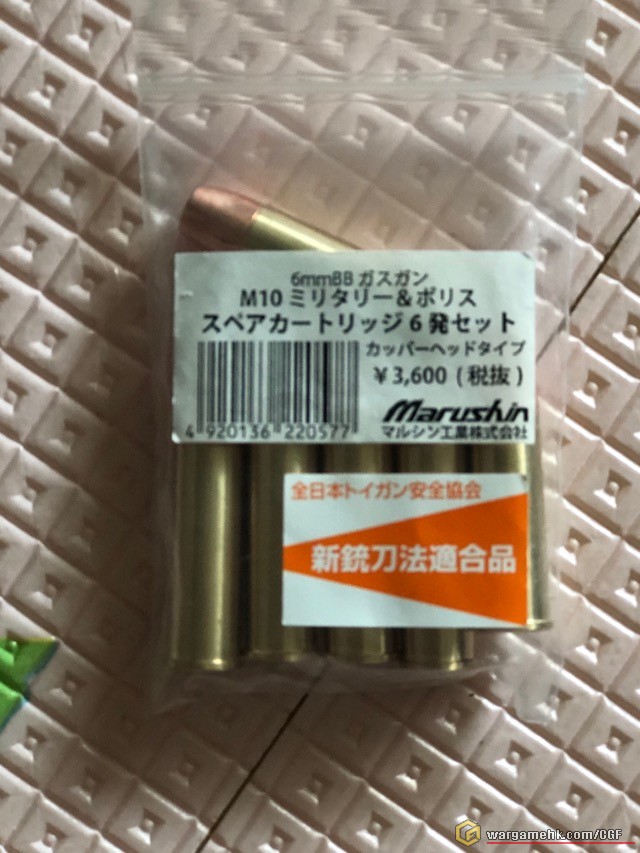 6mmBB ガスガン
M10 ミリタリー＆ポリス
スペアカートリッジ 6 発セット
カッパーヘッドタイプ
￥3,600 (税抜)
4 920136 220577
Marushin
マルシン工業株式会社
全日本トイガン安全協会
新銃刀法適合品
wargamehk.com/CGF